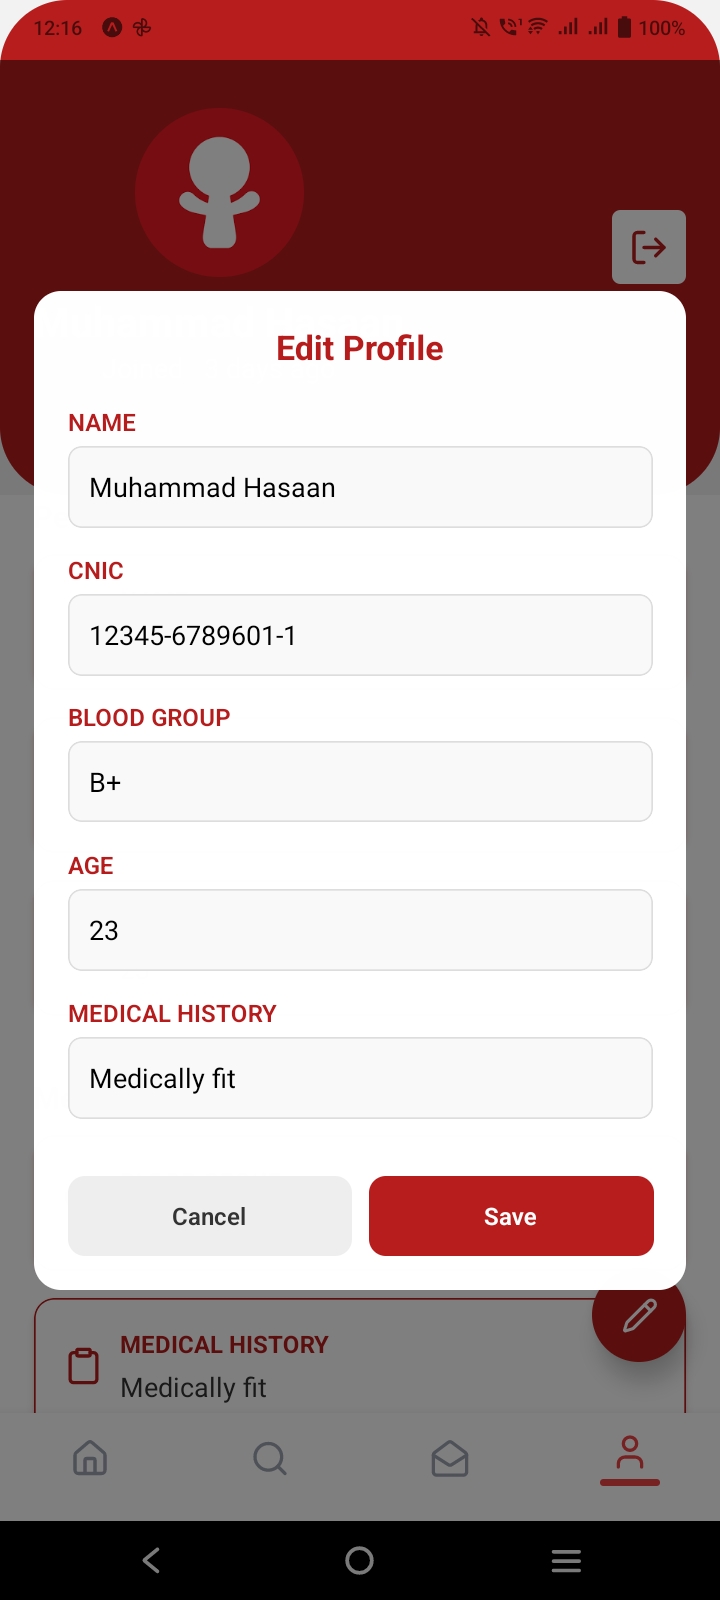 12:16
100%
Edit Profile
NAME
Muhammad Hasaan
CNIC
12345-6789601-1
BLOOD GROUP
B+
AGE
23
MEDICAL HISTORY
Medically fit
Cancel
Save
MEDICAL HISTORY
Medically fit